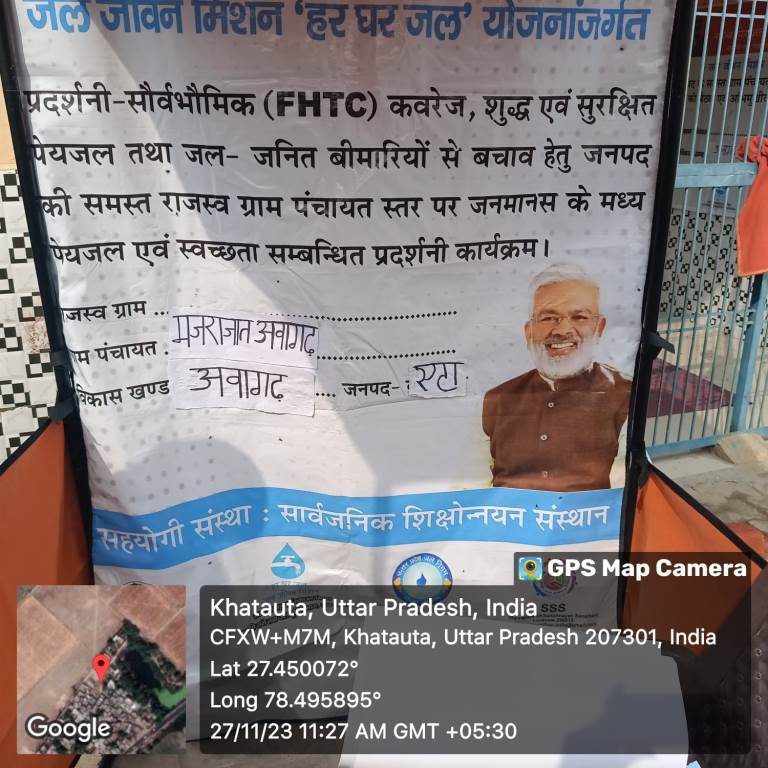 जल जीवन मिशन 'हर घर जल' योजनांजर्गत
प्रदर्शनी-सौर्वभौमिक (FHTC) कवरेज, शुद्ध एवं सुरक्षित
पेयजल तथा जल- जनित बीमारियों से बचाव हेतु जनपद
की समस्त राजस्व ग्राम पंचायत स्तर पर जनमानस के मध्य
पेयजल एवं स्वच्छता सम्बन्धित प्रदर्शनी कार्यक्रम।
जस्व ग्राम
म पंचायत : मजराजात अवागढ़
विकास खण्ड अवागढ़ .... जनपद- : एटा
सहयोगी संस्था : सार्वजनिक शिक्षोन्नयन संस्थान
SSS
GPS Map Camera
Khatauta, Uttar Pradesh, India
CFXW+M7M, Khatauta, Uttar Pradesh 207301, India
Lat 27.450072°
Long 78.495895°
27/11/23 11:27 AM GMT +05:30
Google